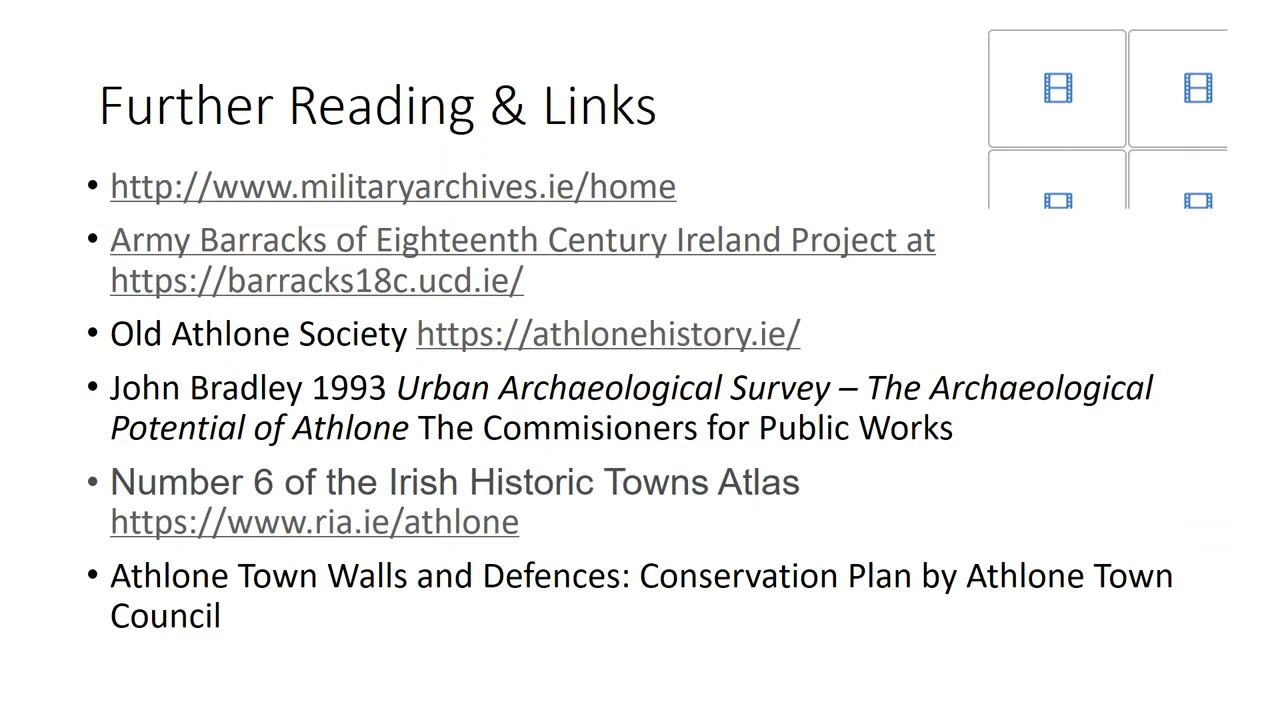 Further Reading & Links
• http://www.militaryarchives.ie/home
• Army Barracks of Eighteenth Century Ireland Project at
https://barracks18c.ucd.ie/
• Old Athlone Society https://athlonehistory.ie/
• John Bradley 1993 Urban Archaeological Survey – The Archaeological
Potential of Athlone The Commisioners for Public Works
• Number 6 of the Irish Historic Towns Atlas
https://www.ria.ie/athlone
• Athlone Town Walls and Defences: Conservation Plan by Athlone Town
Council